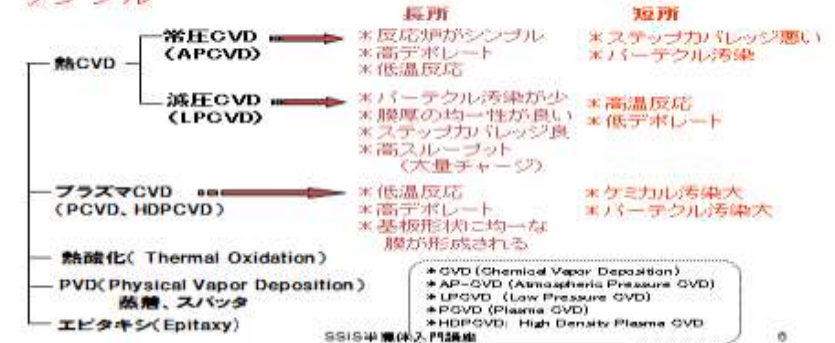 長所 短所
常圧CVD
(APCVD)
*反応炉がシンプル
*高デポレート
*低温反応
*ステップカバレッジ悪い
*パーテクル汚染
熱CVD
減圧CVD
(LPCVD)
*パーテクル汚染が少
*膜厚の均一性が良い
*ステップカバレッジ良
*高スループット
(大量チャージ)
*高温反応
*低デポレート
プラズマCVD
(PCVD、HDPCVD)
*低温反応
*高デポレート
*基板形状に均一な
膜が形成される
*ケミカル汚染大
*パーテクル汚染大
熱酸化( Thermal Oxidation)
PVD(Physical Vapor Deposition)
蒸着、スパッタ
エピタキシ(Epitaxy)
*CVD (Chemical Vapor Deposition)
*AP-CVD (Atmospheric Pressure CVD)
*LPCVD (Low Pressure CVD)
*PCVD (Plasma CVD)
*HDPCVD: High Density Plasma CVD
SSIS半導体入門講座 6